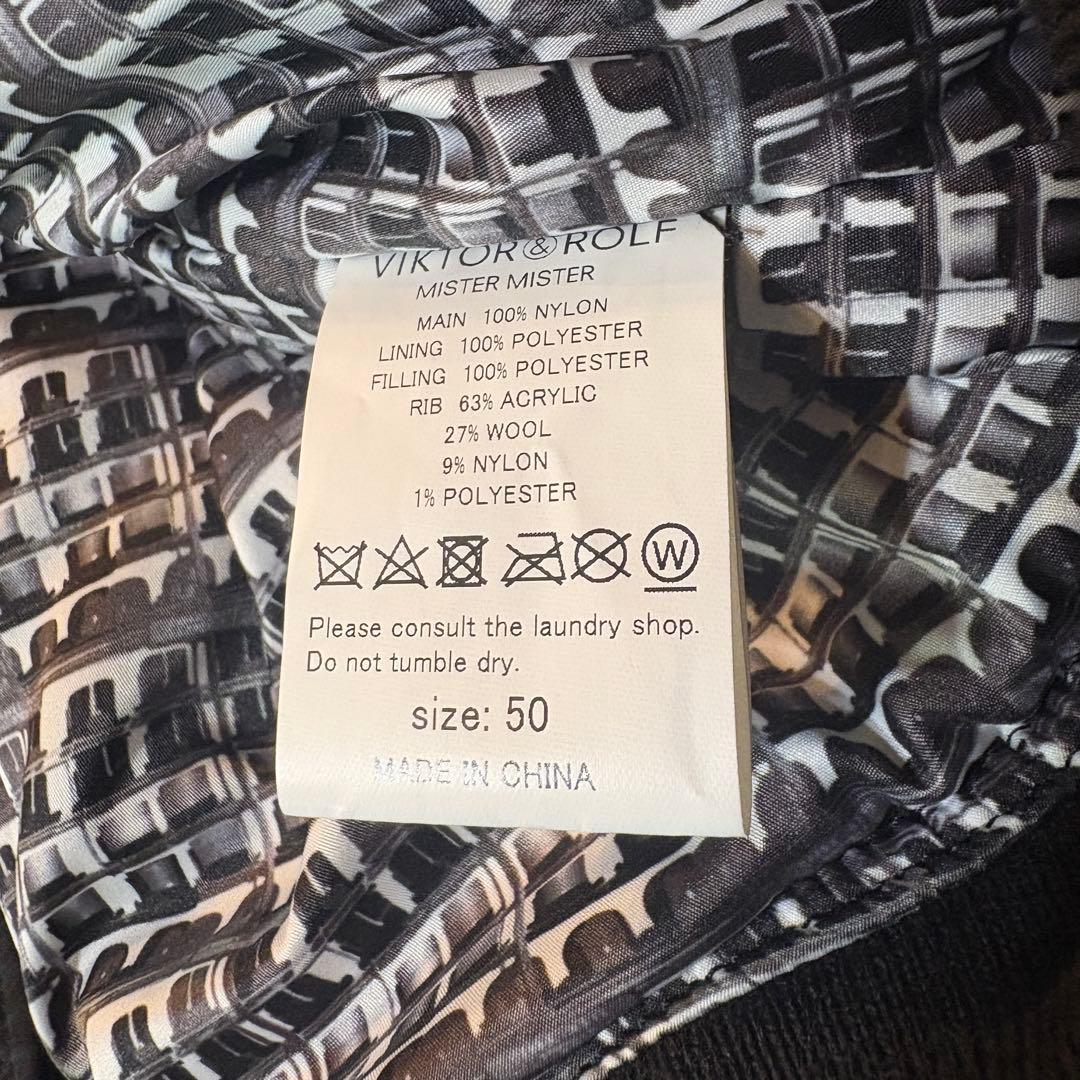 VIKTOR&ROLF
MISTER MISTER
MAIN 100% NYLON
LINING 100% POLYESTER
FILLING 100% POLYESTER
RIB 63% ACRYLIC
27% WOOL
9% NYLON
1% POLYESTER
W
Please consult the laundry shop.
Do not tumble dry.
size: 50
MADE IN CHINA